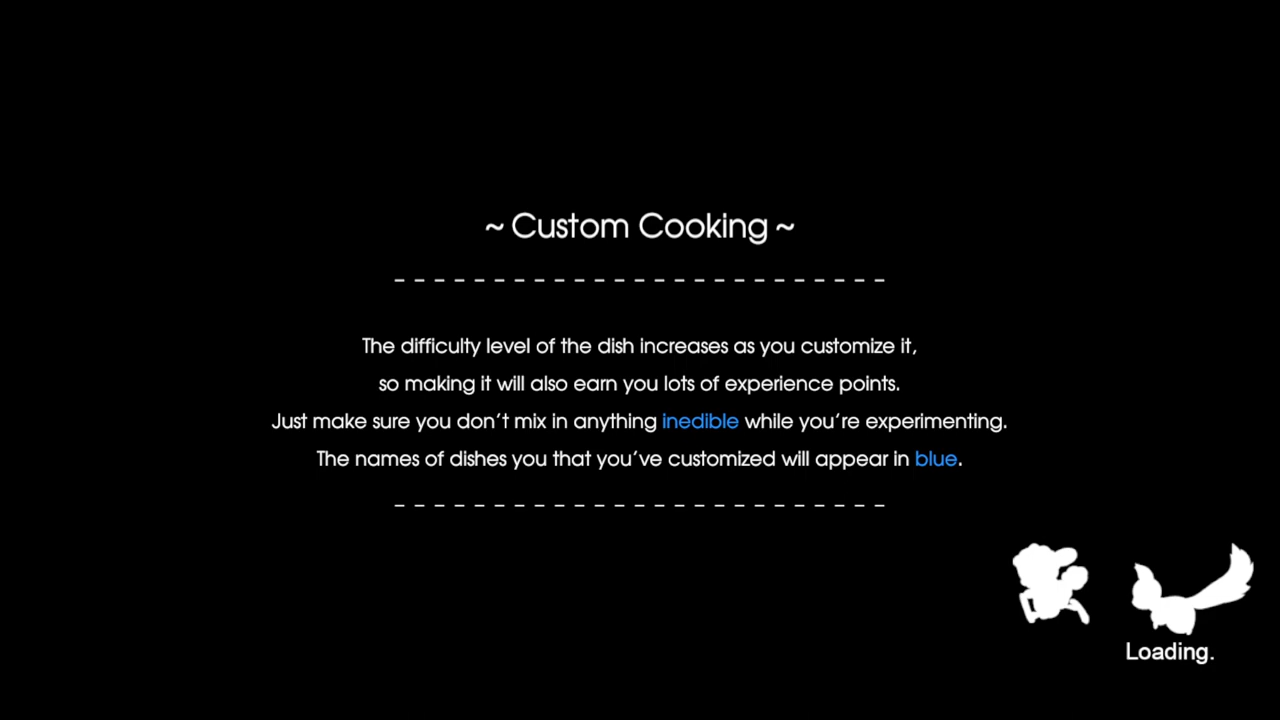 ~ Custom Cooking ~
The difficulty level of the dish increases as you customize it,
so making it will also earn you lots of experience points.
Just make sure you don't mix in anything inedible while you're experimenting.
The names of dishes you that you've customized will appear in blue.
Loading.